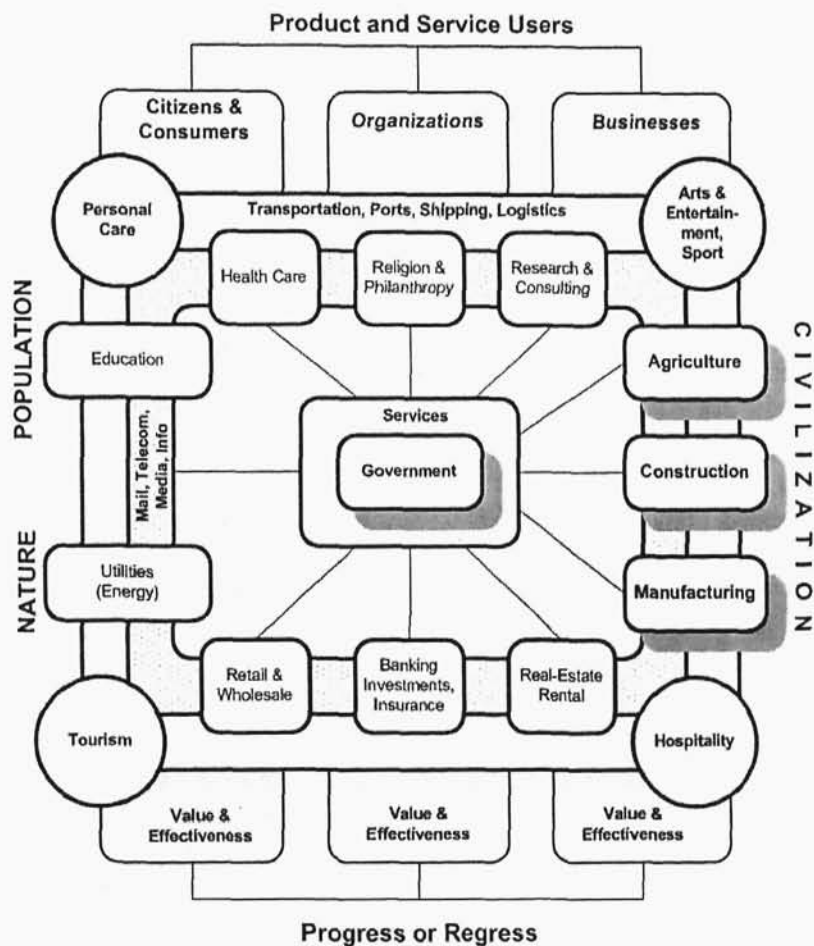 Product and Service Users
Citizens &
Consumers
Organizations
Businesses
Personal
Care
Transportation, Ports, Shipping, Logistics
Arts &
Entertain-
ment,
Sport
Health Care
Religion &
Philanthropy
Research &
Consulting
POPULATION
Education
Agriculture
CIVILIZATION
Services
Government
Mail, Telecom,
Media, Info
Construction
NATURE
Utilities
(Energy)
Manufacturing
Retail &
Wholesale
Banking
Investments,
Insurance
Real-Estate
Rental
Tourism
Hospitality
Value &
Effectiveness
Value &
Effectiveness
Value &
Effectiveness
Progress or Regress